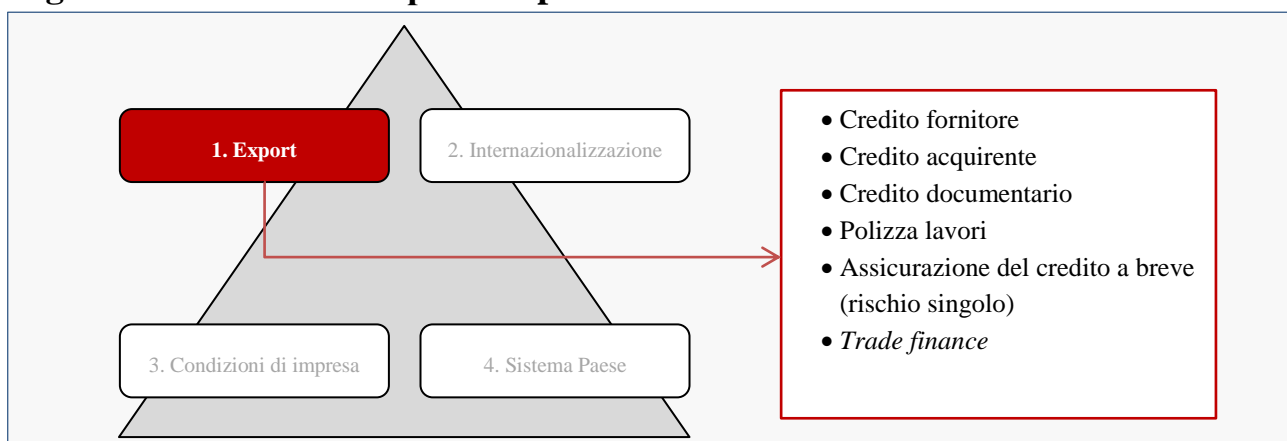 1. Export
2. Internazionalizzazione
3. Condizioni di impresa
4. Sistema Paese
• Credito fornitore
• Credito acquirente
• Credito documentario
• Polizza lavori
• Assicurazione del credito a breve
(rischio singolo)
• Trade finance